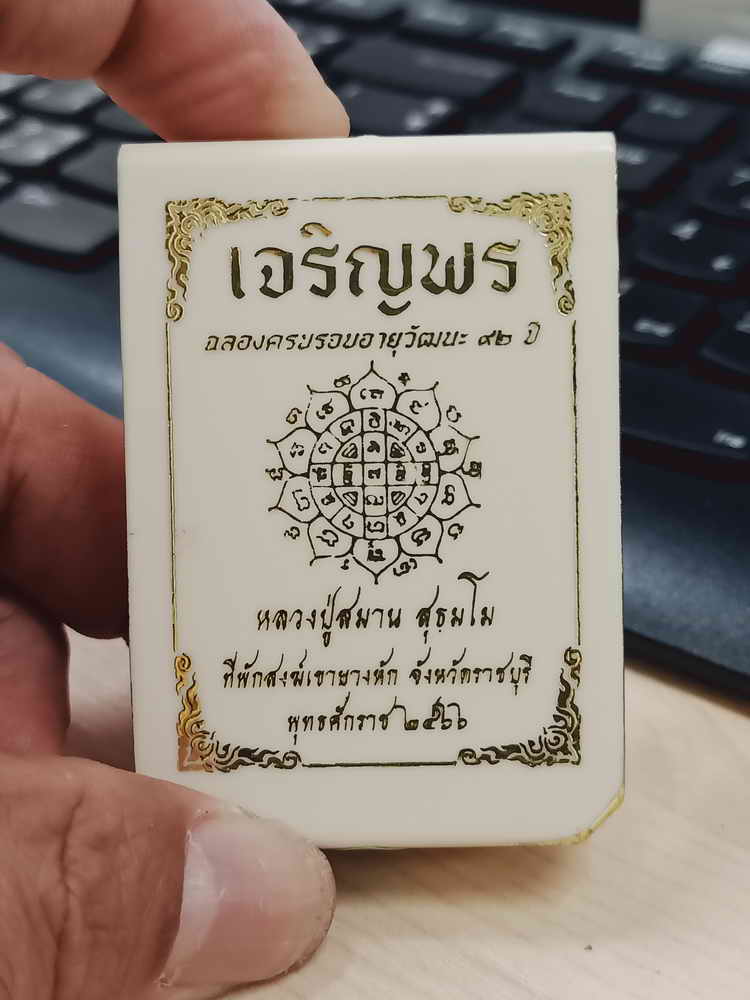 เจริญพร
ฉลองครบรอบอายุวัฒนะ ๙๒ ปี
หลวงปู่สมาน สุธมฺโม
ที่พักสงฆ์เขายางหัก จังหวัดราชบุรี
พุทธศักราช ๒๕๖๖